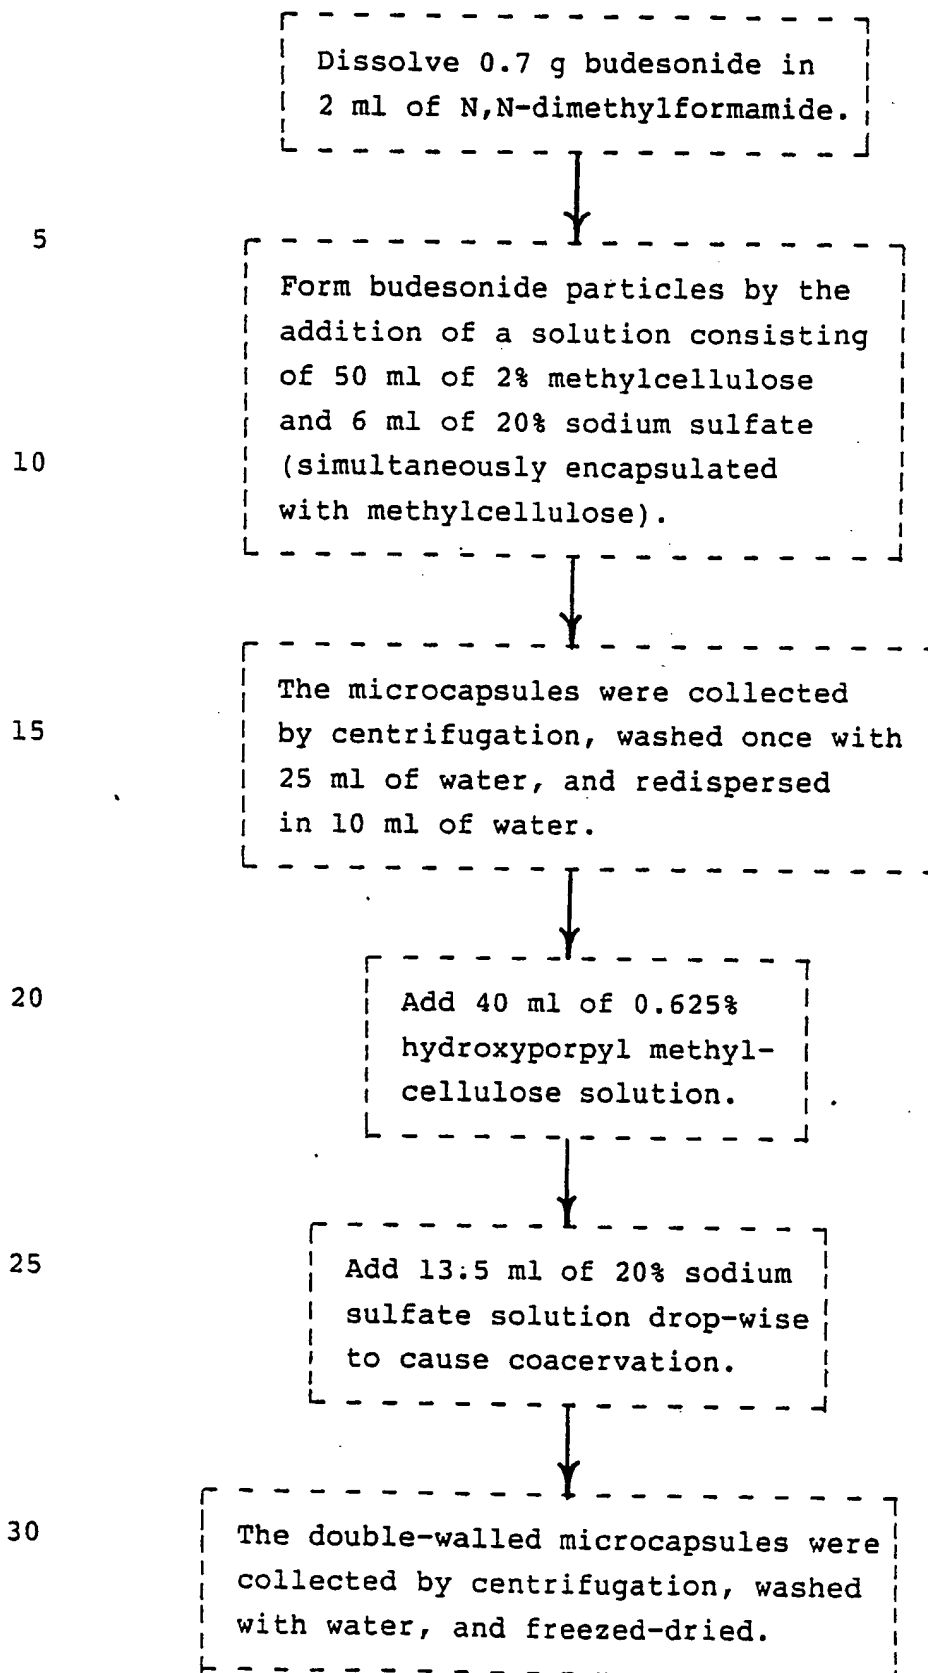 Dissolve 0.7 g budesonide in
2 ml of N,N-dimethylformamide.
5
Form budesonide particles by the
addition of a solution consisting
of 50 ml of 2% methylcellulose
and 6 ml of 20% sodium sulfate
10
(simultaneously encapsulated
with methylcellulose).
The microcapsules were collected
15
by centrifugation, washed once with
25 ml of water, and redispersed
in 10 ml of water.
20
Add 40 ml of 0.625%
hydroxyporpyl methyl-
cellulose solution.
25
Add 13.5 ml of 20% sodium
sulfate solution drop-wise
to cause coacervation.
30
The double-walled microcapsules were
collected by centrifugation, washed
with water, and freezed-dried.